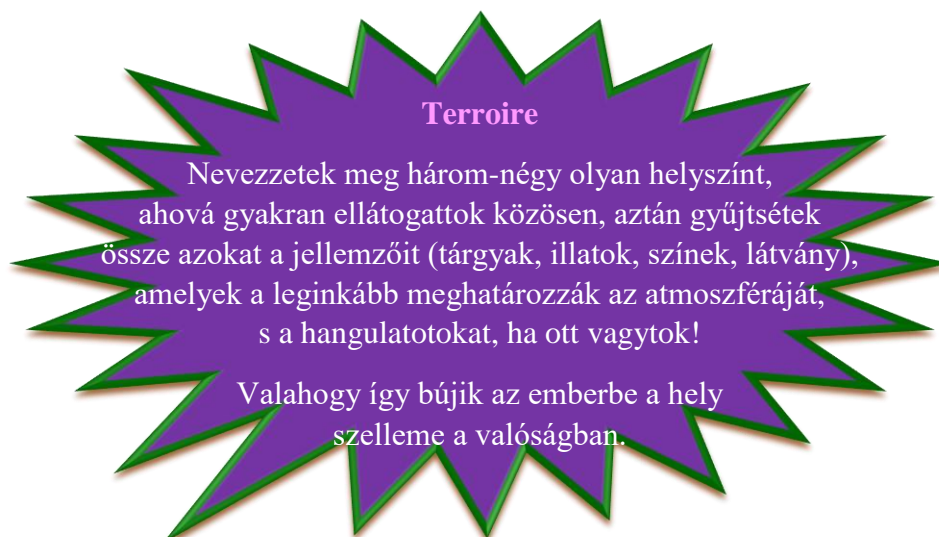 Terroire
Nevezzetek meg három-négy olyan helyszínt,
ahová gyakran ellátogattok közösen, aztán gyűjtsétek
össze azokat a jellemzőit (tárgyak, illatok, színek, látvány),
amelyek a leginkább meghatározzák az atmoszféráját,
s a hangulatotokat, ha ott vagytok!
Valahogy így bújik az emberbe a hely
szelleme a valóságban.